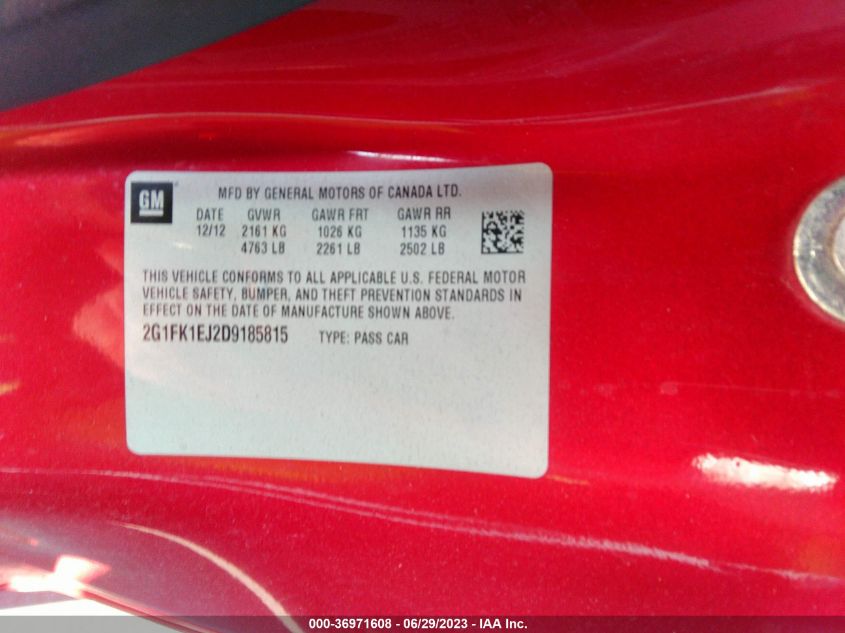 GM
MFD BY GENERAL MOTORS OF CANADA LTD.
DATE GVWR GAWR FRT GAWR RR
12/12 2161 KG 1026 KG 1135 KG
4763 LB 2261 LB 2502 LB
THIS VEHICLE CONFORMS TO ALL APPLICABLE U.S. FEDERAL MOTOR
VEHICLE SAFETY, BUMPER, AND THEFT PREVENTION STANDARDS IN
EFFECT ON THE DATE OF MANUFACTURE SHOWN ABOVE.
2G1FK1EJ2D9185815 TYPE: PASS CAR
000-36971608 - 06/29/2023 - IAA Inc.